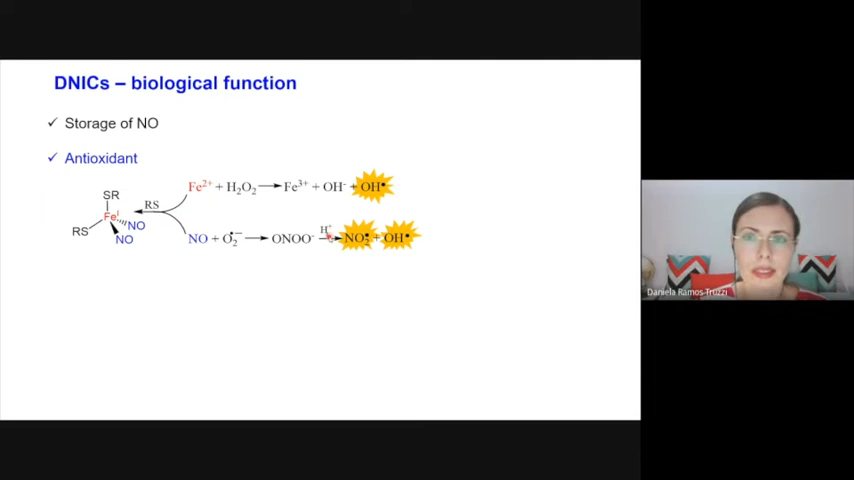 DNICs – biological function
✓ Storage of NO
✓ Antioxidant
Fe²⁺ + H₂O₂ → Fe³⁺ + OH⁻ + OH•
SR
RS
Feᴵ
NO
RS
NO
NO + O₂•⁻ → ONOO⁻ H⁺ → NO₂• + OH•
Daniela Ramos Truzzi